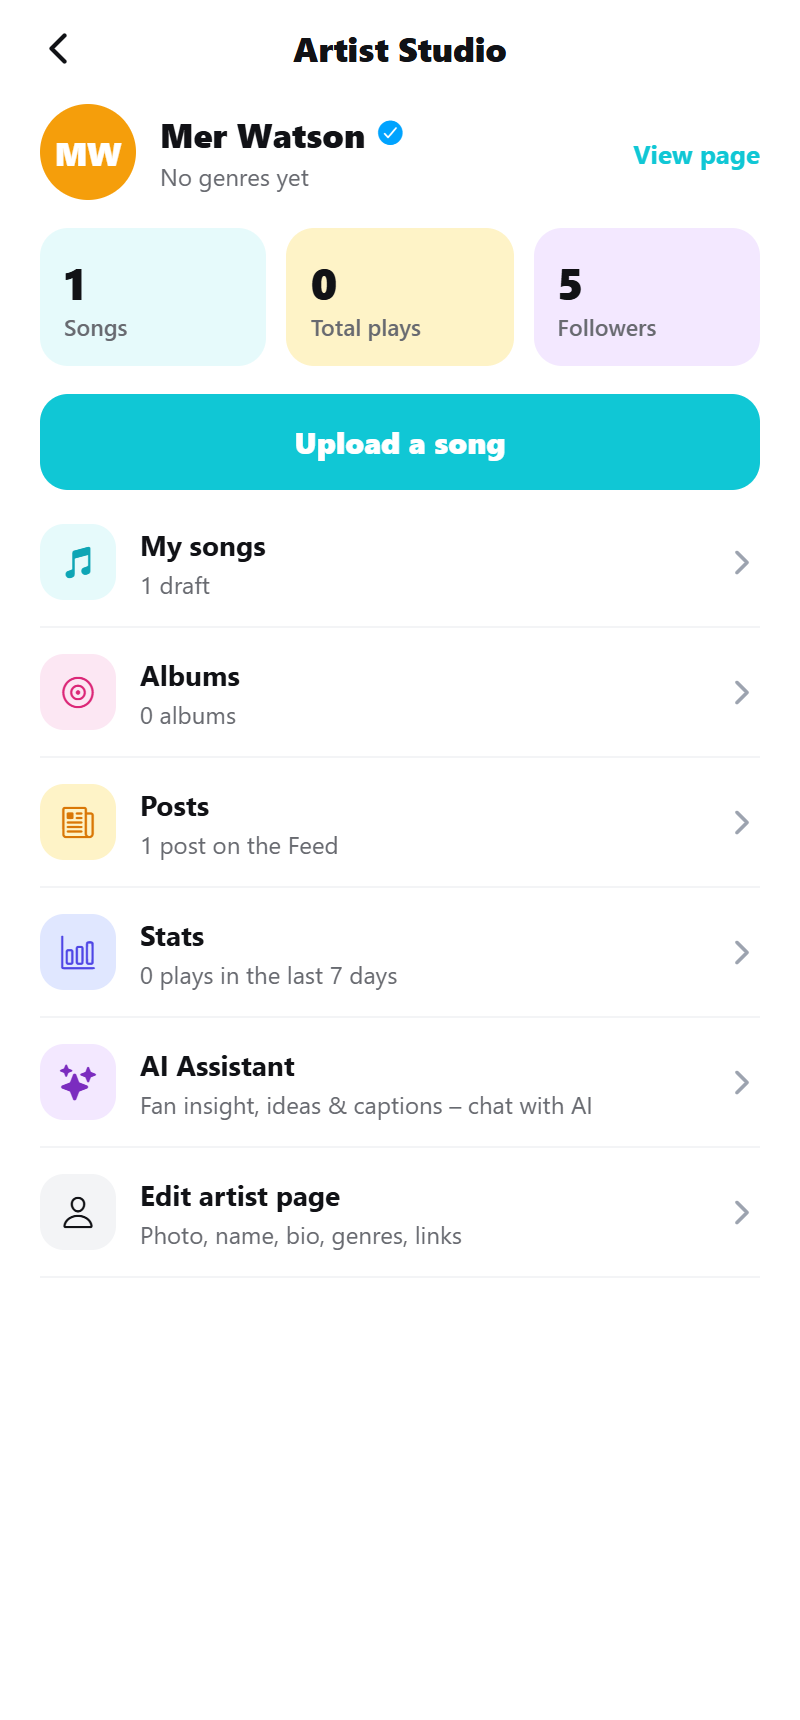 Artist Studio
MW
Mer Watson
No genres yet
View page
1
Songs
0
Total plays
5
Followers
Upload a song
My songs
1 draft
Albums
0 albums
Posts
1 post on the Feed
Stats
0 plays in the last 7 days
AI Assistant
Fan insight, ideas & captions – chat with AI
Edit artist page
Photo, name, bio, genres, links